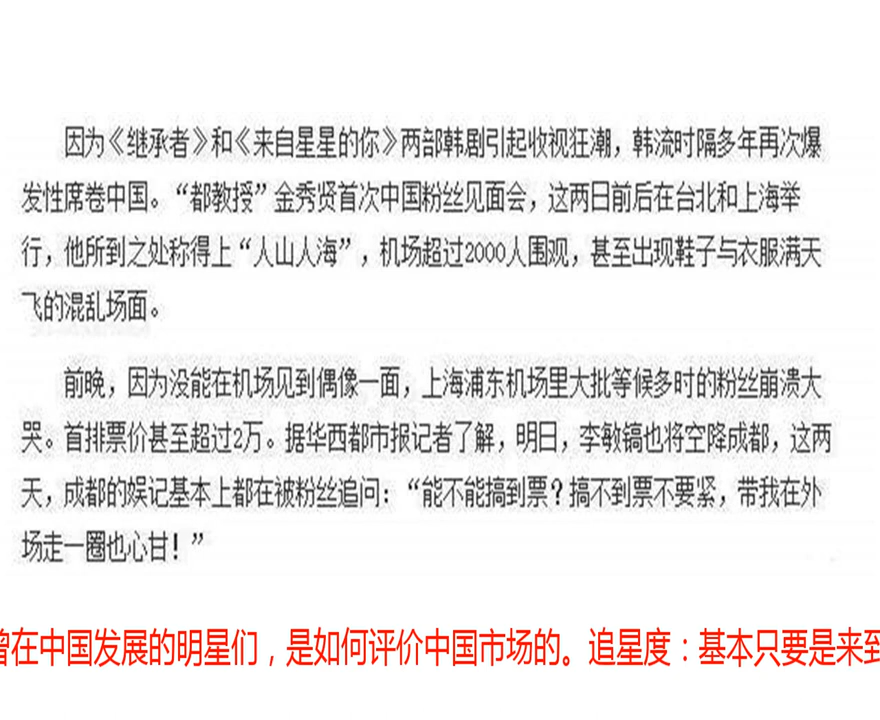 因为《继承者》和《来自星星的你》两部韩剧引起收视狂潮，韩流时隔多年再次爆
发性席卷中国。“都教授”金秀贤首次中国粉丝见面会，这两日前后在台北和上海举
行，他所到之处称得上“人山人海”，机场超过2000人围观，甚至出现鞋子与衣服满天
飞的混乱场面。
前晚，因为没能在机场见到偶像一面，上海浦东机场里大批等候多时的粉丝崩溃大
哭。首排票价甚至超过2万。据华西都市报记者了解，明日，李敏镐也将空降成都，这两
天，成都的娱记基本上都在被粉丝追问：“能不能搞到票？搞不到票不要紧，带我在外
场走一圈也心甘！”
曾在中国发展的明星们，是如何评价中国市场的。追星度：基本只要是来到